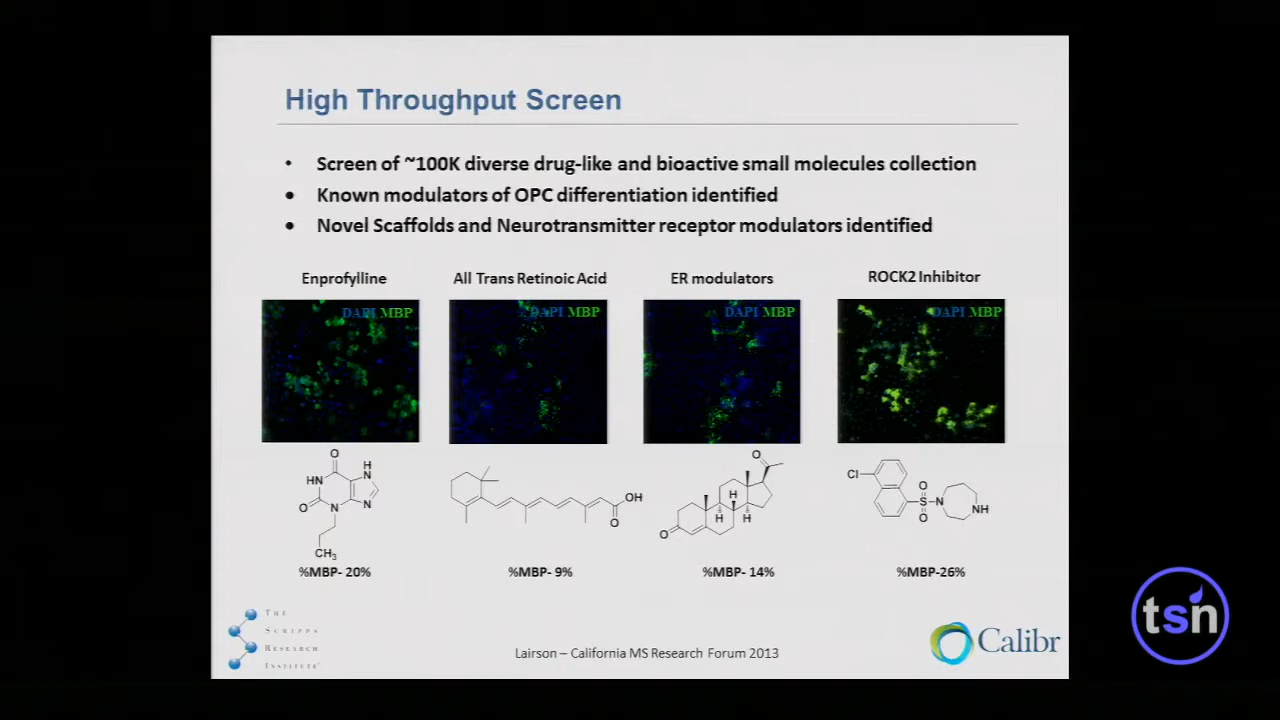 High Throughput Screen
• Screen of ~100K diverse drug-like and bioactive small molecules collection
• Known modulators of OPC differentiation identified
• Novel Scaffolds and Neurotransmitter receptor modulators identified
Enprofylline
All Trans Retinoic Acid
ER modulators
ROCK2 Inhibitor
DAPI MBP
DAPI MBP
DAPI MBP
DAPI MBP
O
H
HN
N
O
N
N
CH3
OH
O
O
H
H
H
O
Cl
O
S
N
O
NH
%MBP- 20%
%MBP- 9%
%MBP- 14%
%MBP-26%
THE
SCRIPPS
RESEARCH
INSTITUTE
Lairson – California MS Research Forum 2013
Calibr
tsn